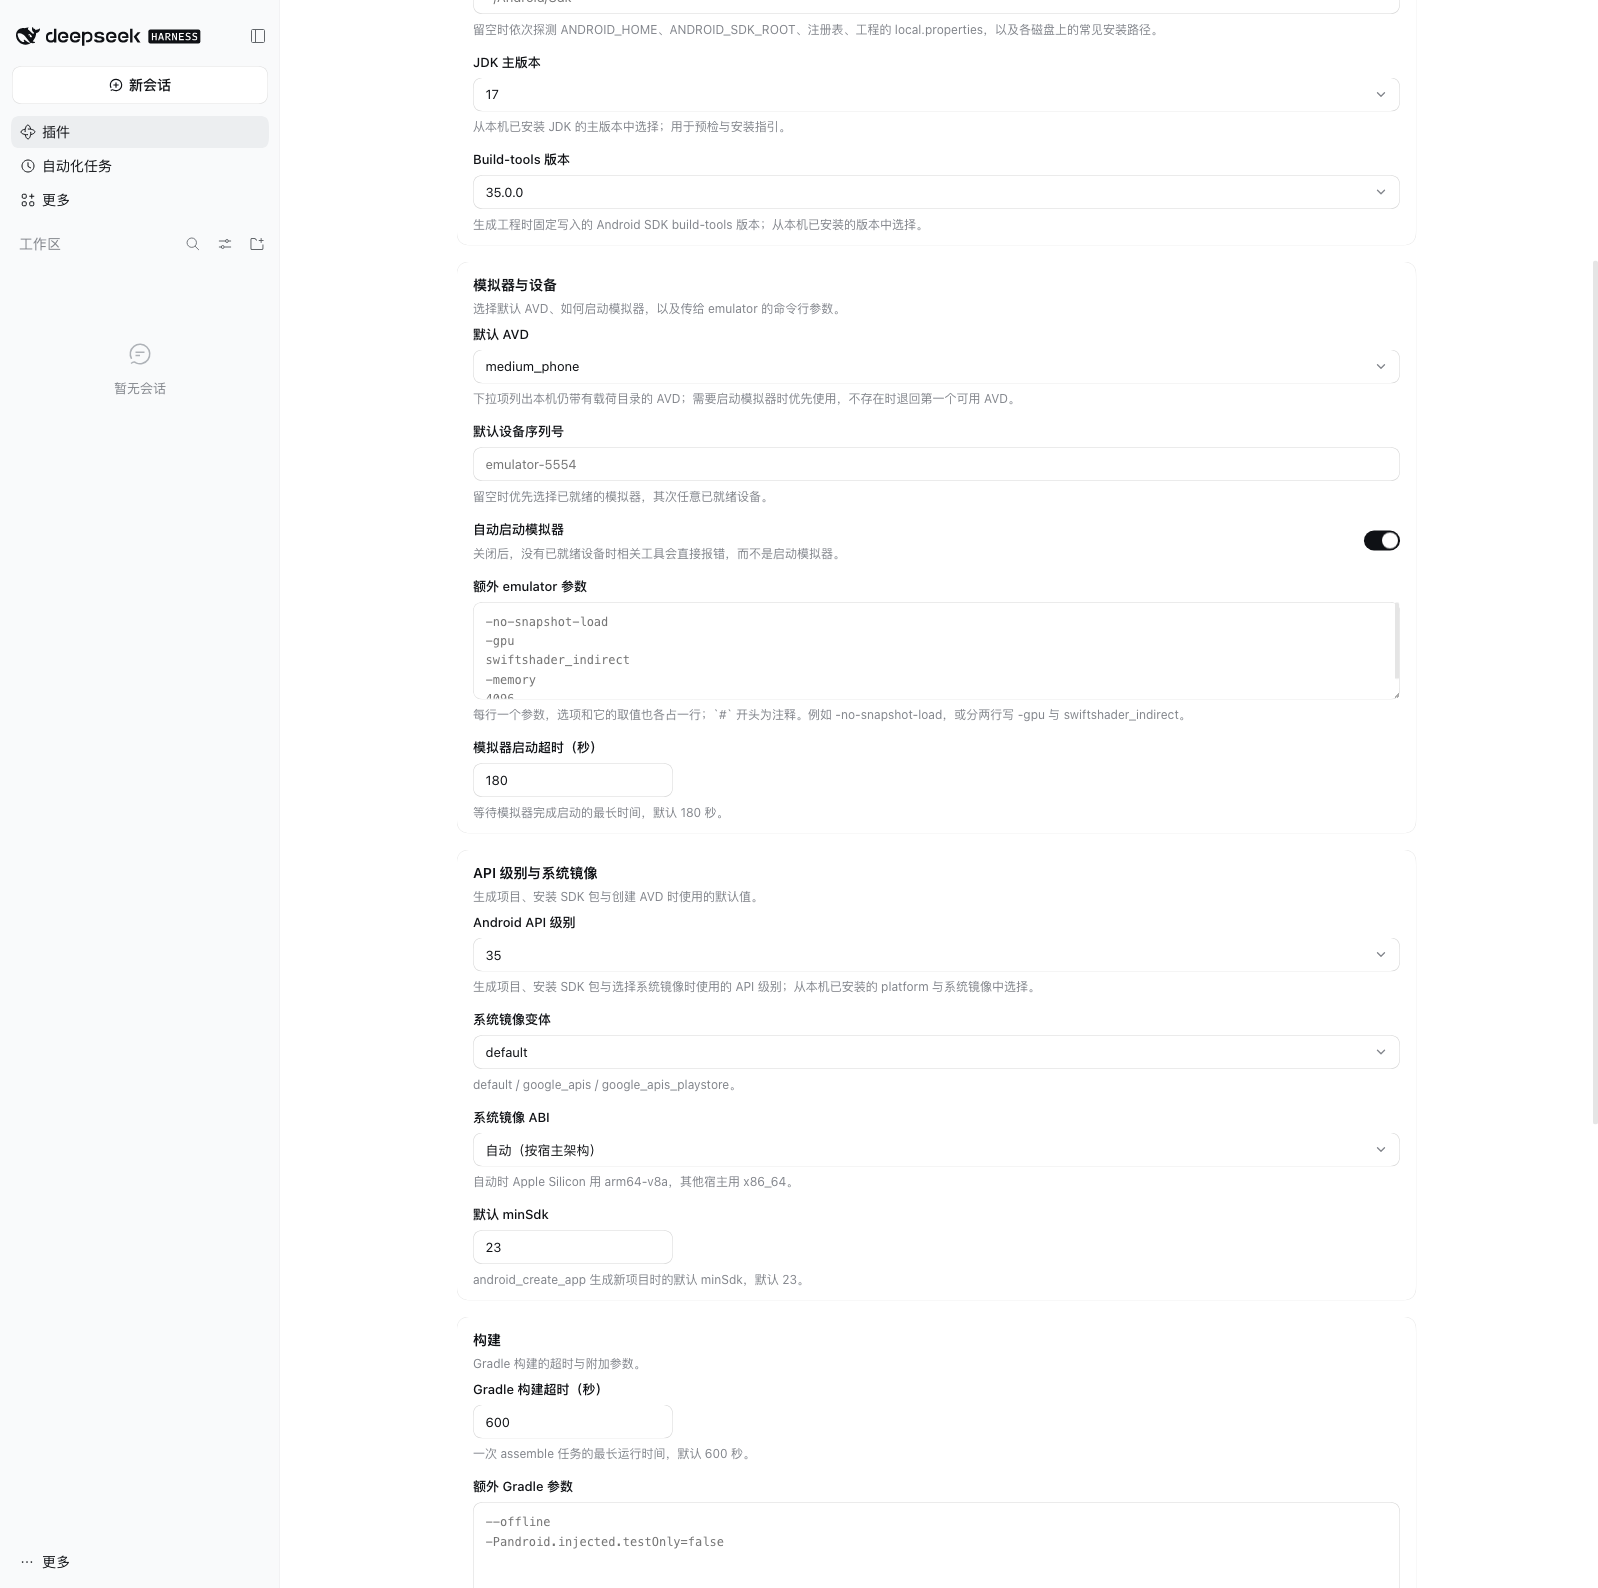 deepseek HARNESS
新会话
插件
自动化任务
更多
工作区
暂无会话
更多
留空时依次探测 ANDROID_HOME、ANDROID_SDK_ROOT、注册表、工程的 local.properties，以及各磁盘上的常见安装路径。
JDK 主版本
17
从本机已安装 JDK 的主版本中选择；用于预检与安装指引。
Build-tools 版本
35.0.0
生成工程时固定写入的 Android SDK build-tools 版本；从本机已安装的版本中选择。
模拟器与设备
选择默认 AVD、如何启动模拟器，以及传给 emulator 的命令行参数。
默认 AVD
medium_phone
下拉项列出本机仍带有载荷目录的 AVD；需要启动模拟器时优先使用，不存在时退回第一个可用 AVD。
默认设备序列号
emulator-5554
留空时优先选择已就绪的模拟器，其次任意已就绪设备。
自动启动模拟器
关闭后，没有已就绪设备时相关工具会直接报错，而不是启动模拟器。
额外 emulator 参数
-no-snapshot-load
-gpu
swiftshader_indirect
-memory
4096
每行一个参数，选项和它的取值也各占一行；`#` 开头为注释。例如 -no-snapshot-load，或分两行写 -gpu 与 swiftshader_indirect。
模拟器启动超时（秒）
180
等待模拟器完成启动的最长时间，默认 180 秒。
API 级别与系统镜像
生成项目、安装 SDK 包与创建 AVD 时使用的默认值。
Android API 级别
35
生成项目、安装 SDK 包与选择系统镜像时使用的 API 级别；从本机已安装的 platform 与系统镜像中选择。
系统镜像变体
default
default / google_apis / google_apis_playstore。
系统镜像 ABI
自动（按宿主架构）
自动时 Apple Silicon 用 arm64-v8a，其他宿主用 x86_64。
默认 minSdk
23
android_create_app 生成新项目时的默认 minSdk，默认 23。
构建
Gradle 构建的超时与附加参数。
Gradle 构建超时（秒）
600
一次 assemble 任务的最长运行时间，默认 600 秒。
额外 Gradle 参数
--offline
-Pandroid.injected.testOnly=false